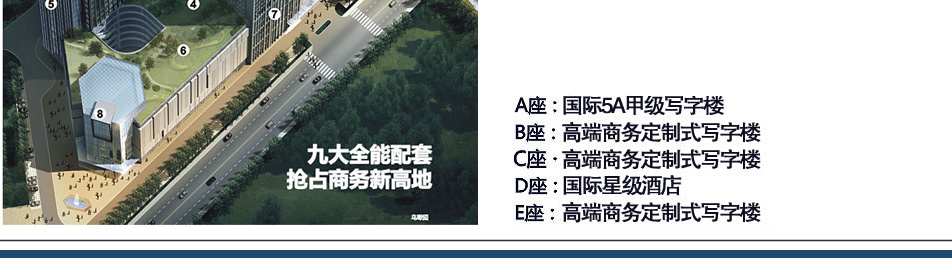 5
4
7
6
8
九大全能配套
抢占商务新高地
鸟瞰图
A座：国际5A甲级写字楼
B座：高端商务定制式写字楼
C座·高端商务定制式写字楼
D座：国际星级酒店
E座：高端商务定制式写字楼